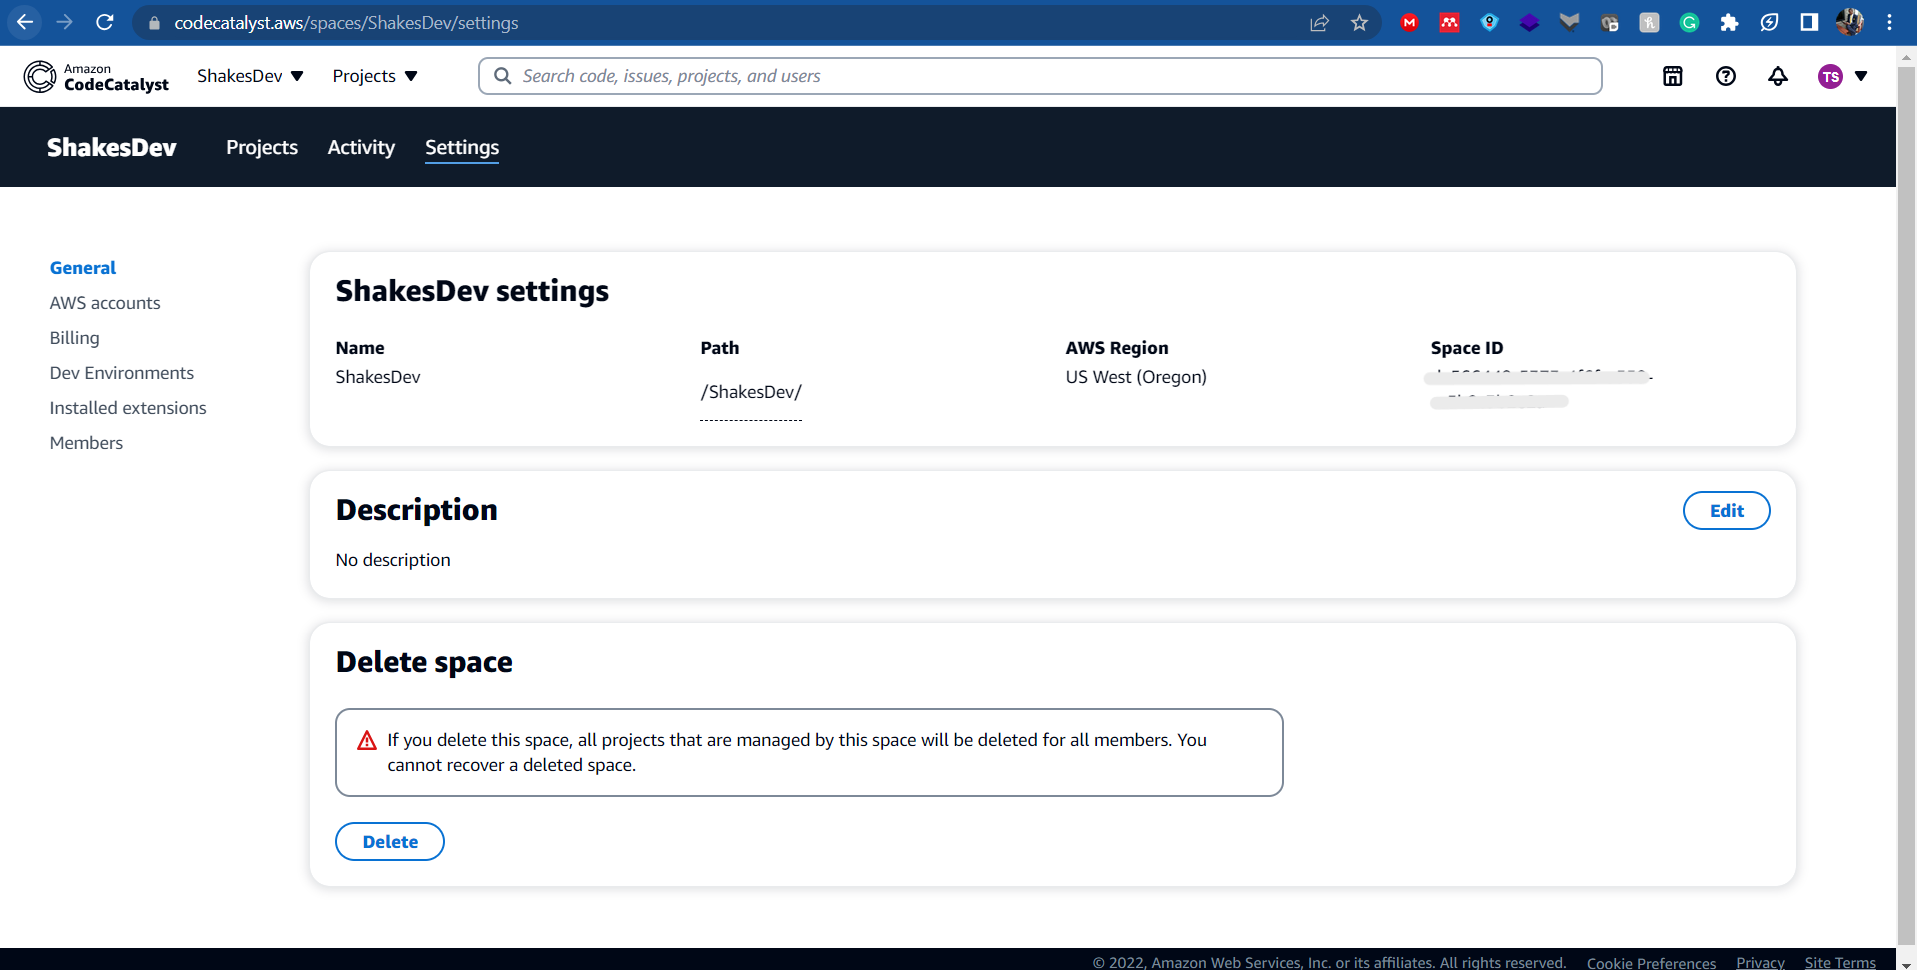 codecatalyst.aws/spaces/ShakesDev/settings
Amazon
CodeCatalyst
ShakesDev
Projects
Search code, issues, projects, and users
TS
ShakesDev
Projects
Activity
Settings
General
AWS accounts
Billing
Dev Environments
Installed extensions
Members
ShakesDev settings
Name
Path
AWS Region
Space ID
ShakesDev
/ShakesDev/
US West (Oregon)
Description
Edit
No description
Delete space
If you delete this space, all projects that are managed by this space will be deleted for all members. You
cannot recover a deleted space.
Delete
© 2022, Amazon Web Services, Inc. or its affiliates. All rights reserved.
Cookie Preferences
Privacy
Site Terms